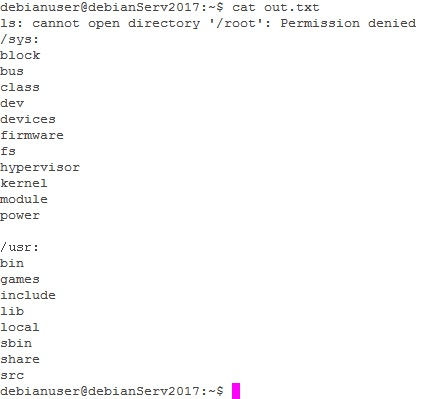 debianuser@debianServ2017:~$ cat out.txt
ls: cannot open directory '/root': Permission denied
/sys:
block
bus
class
dev
devices
firmware
fs
hypervisor
kernel
module
power

/usr:
bin
games
include
lib
local
sbin
share
src
debianuser@debianServ2017:~$